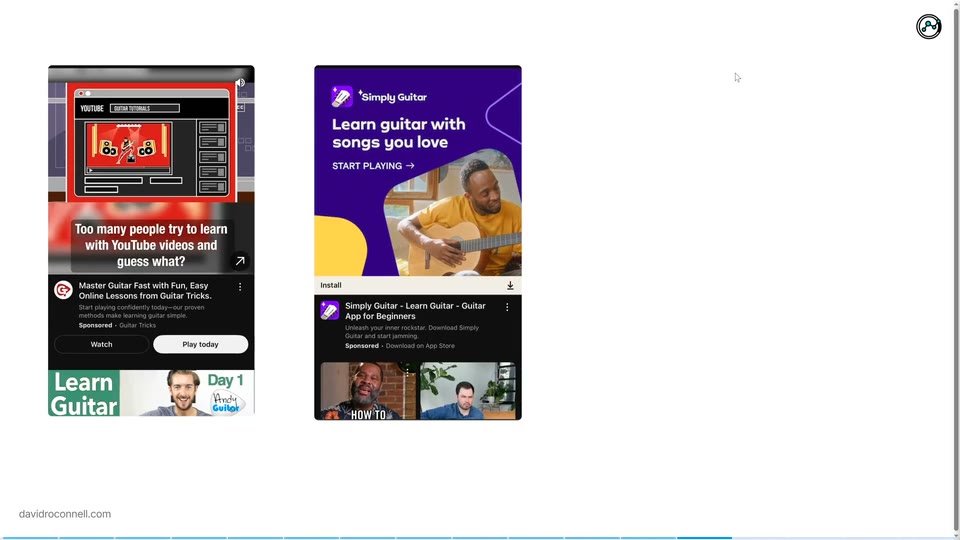 YOUTUBE
GUITAR TUTORIALS
Too many people try to learn
with YouTube videos and
guess what?
Master Guitar Fast with Fun, Easy
Online Lessons from Guitar Tricks.
Start playing confidently today—our proven
methods make learning guitar simple.
Sponsored • Guitar Tricks
Watch
Play today
Learn
Guitar
Day 1
Andy
Guitar
Simply Guitar
Learn guitar with
songs you love
START PLAYING →
Install
Simply Guitar - Learn Guitar - Guitar
App for Beginners
Unleash your inner rockstar. Download Simply
Guitar and start jamming.
Sponsored • Download on App Store
HOW TO
davidroconnell.com